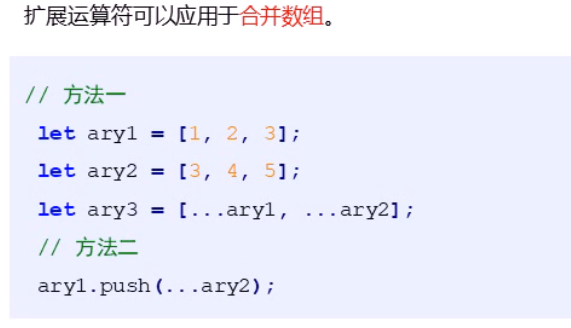 扩展运算符可以应用于合并数组。
// 方法一
let ary1 = [1, 2, 3];
let ary2 = [3, 4, 5];
let ary3 = [...ary1, ...ary2];
// 方法二
ary1.push(...ary2);